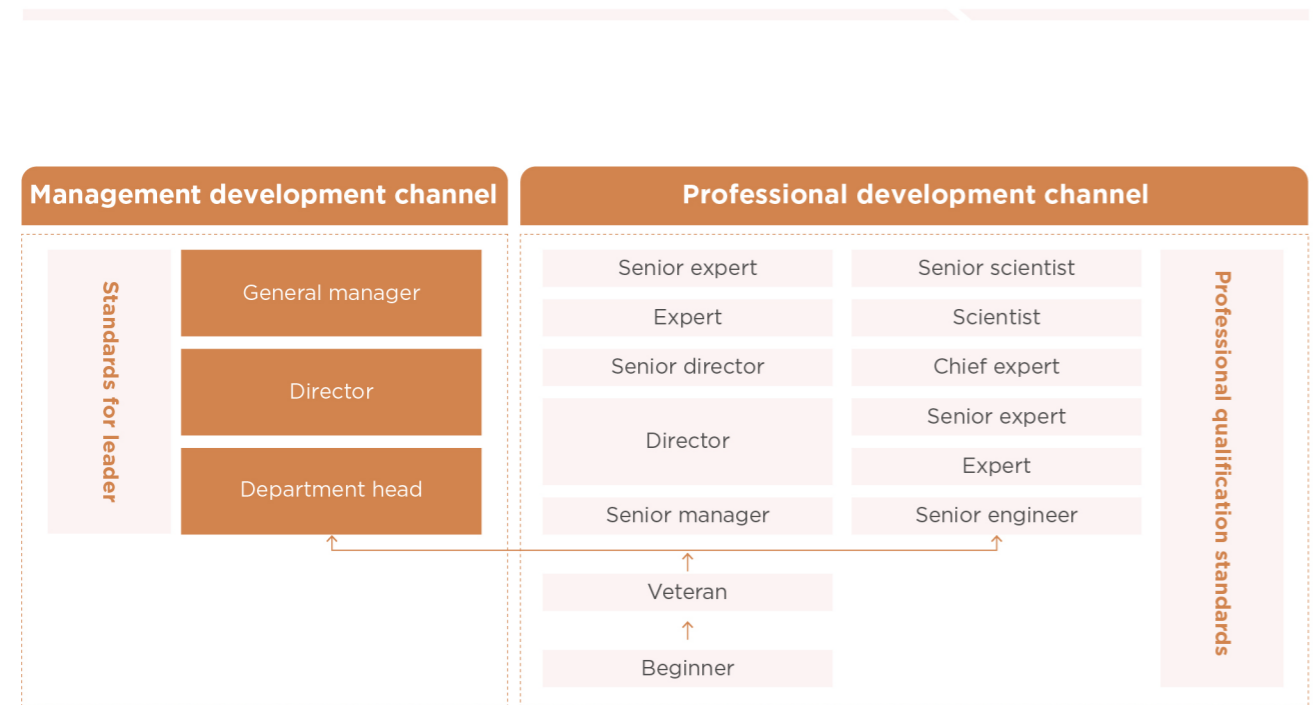 Management development channel
Professional development channel
Standards for leader
General manager
Director
Department head
Senior expert
Expert
Senior director
Director
Senior manager
Veteran
Beginner
Senior scientist
Scientist
Chief expert
Senior expert
Expert
Senior engineer
Professional qualification standards